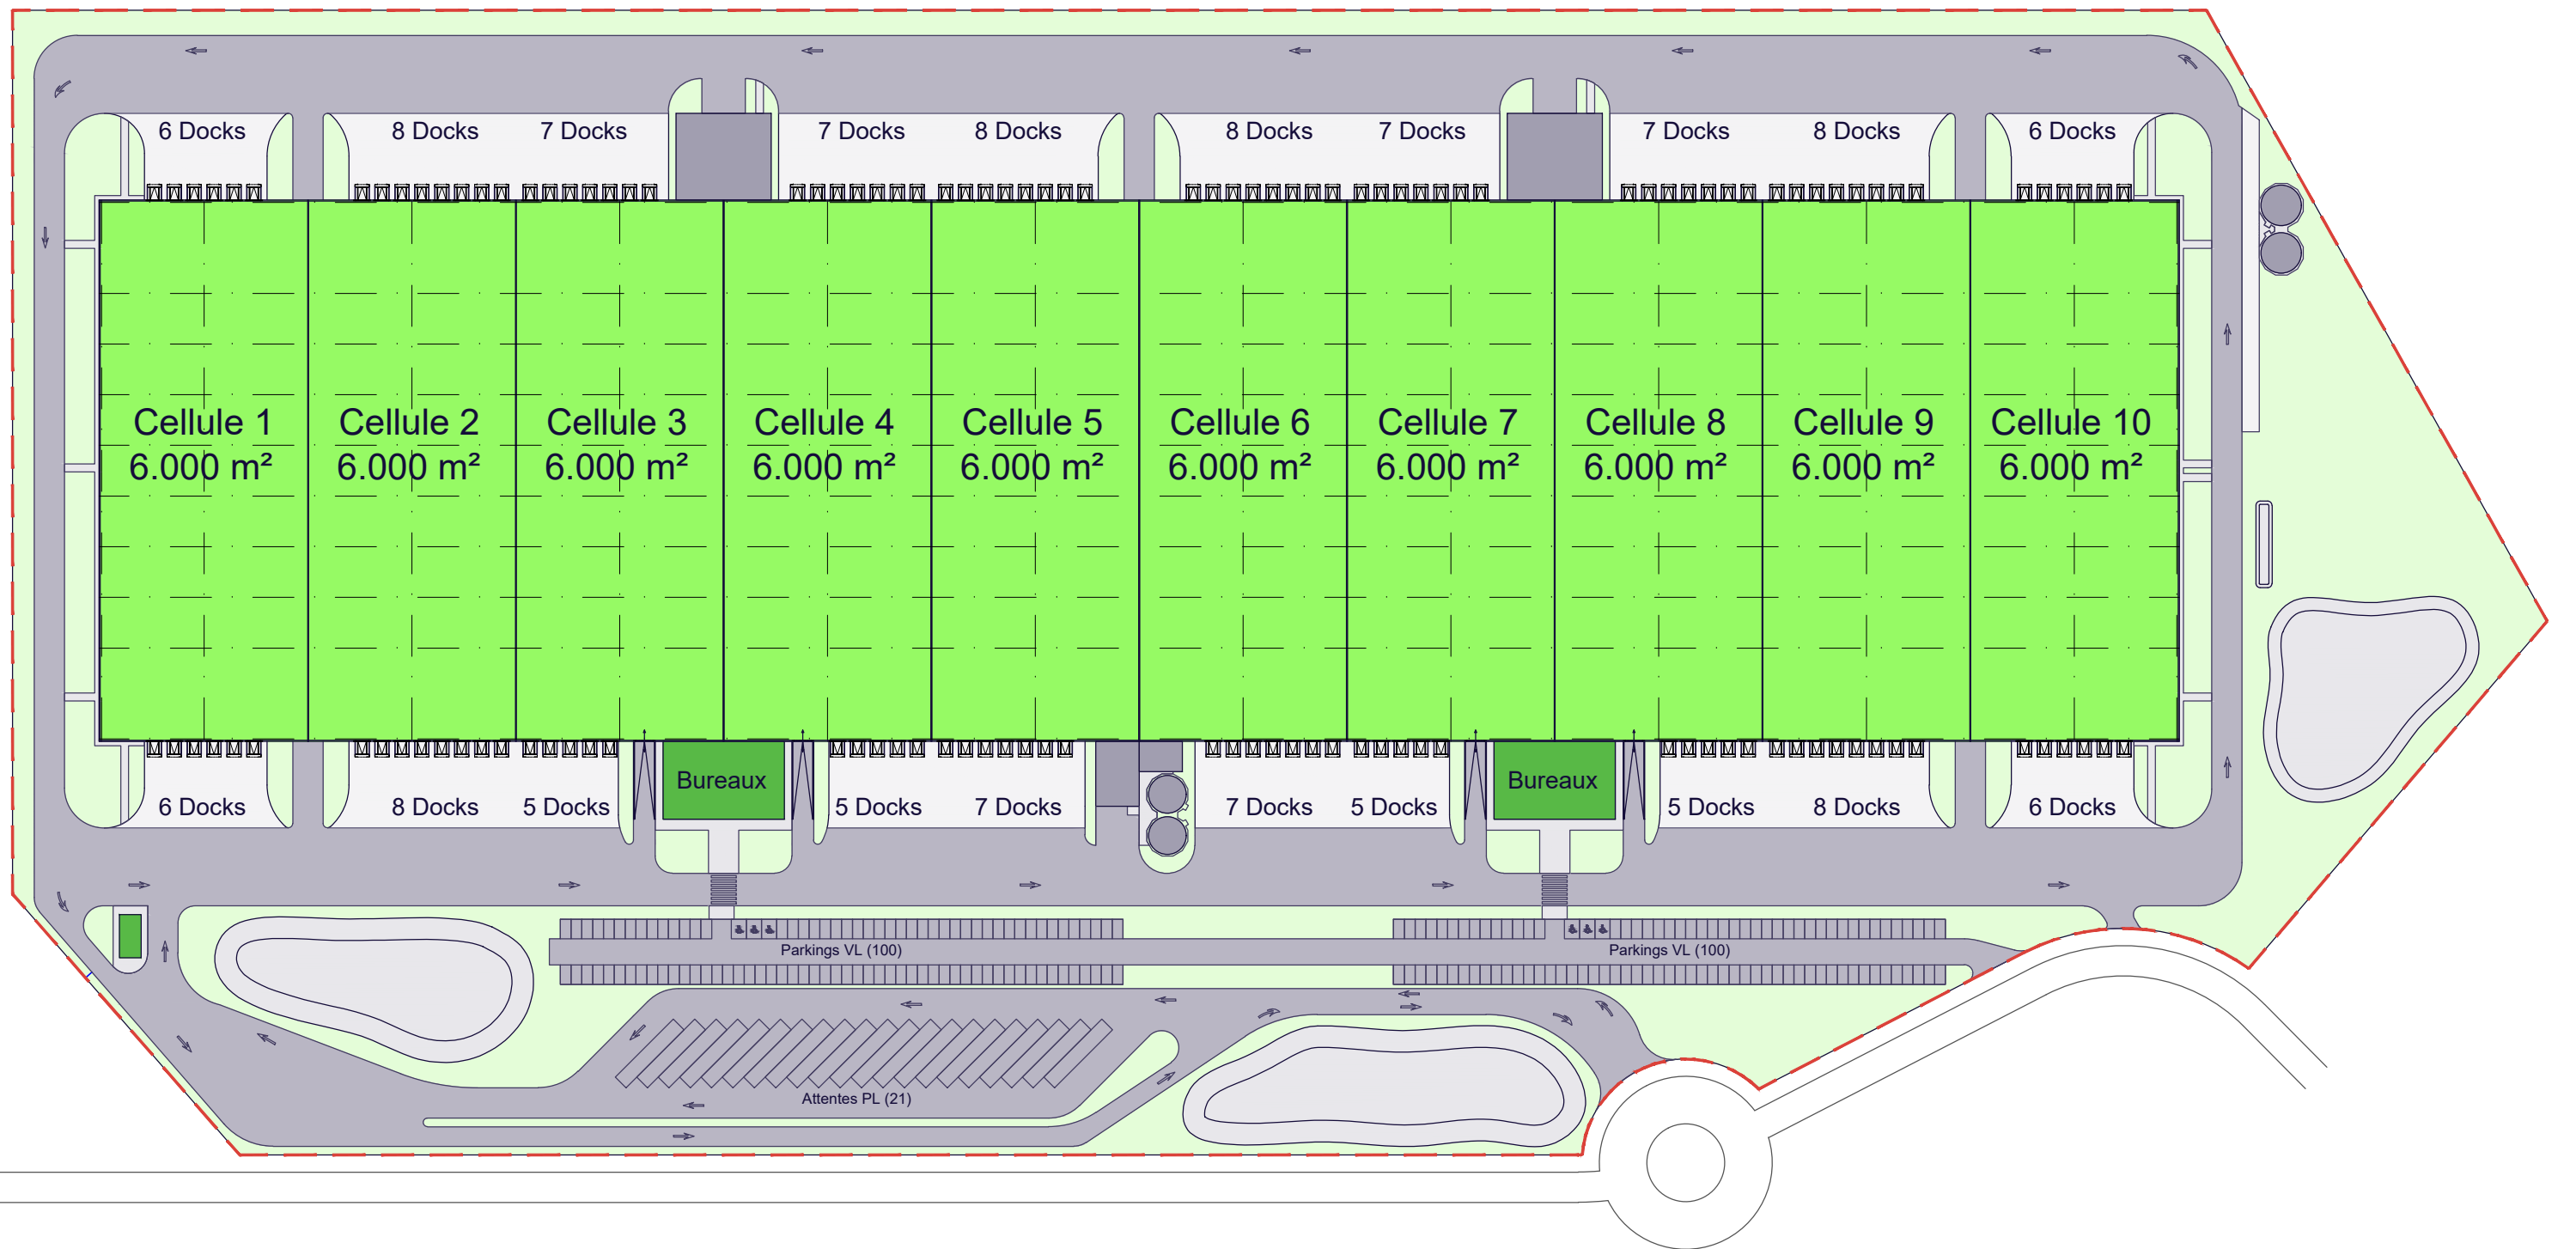 6 Docks
8 Docks
7 Docks
7 Docks
8 Docks
8 Docks
7 Docks
7 Docks
8 Docks
6 Docks
Cellule 1
6.000 m²
Cellule 2
6.000 m²
Cellule 3
6.000 m²
Cellule 4
6.000 m²
Cellule 5
6.000 m²
Cellule 6
6.000 m²
Cellule 7
6.000 m²
Cellule 8
6.000 m²
Cellule 9
6.000 m²
Cellule 10
6.000 m²
Bureaux
Bureaux
6 Docks
8 Docks
5 Docks
5 Docks
7 Docks
7 Docks
5 Docks
5 Docks
8 Docks
6 Docks
Parkings VL (100)
Parkings VL (100)
Attentes PL (21)